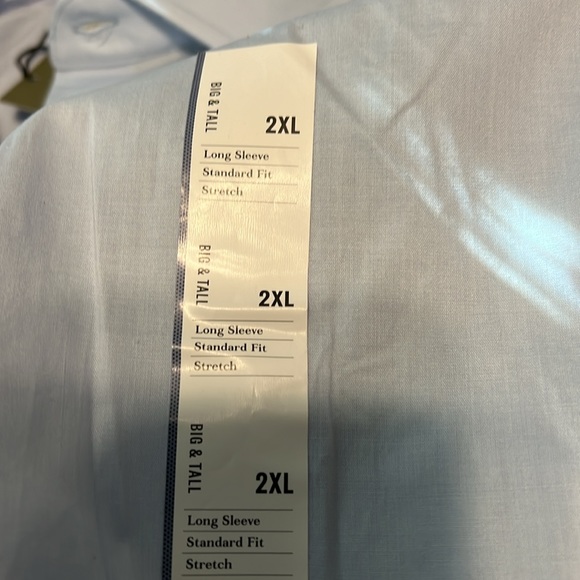 BIG & TALL
2XL
Long Sleeve
Standard Fit
Stretch
BIG & TALL
2XL
Long Sleeve
Standard Fit
Stretch
BIG & TALL
2XL
Long Sleeve
Standard Fit
Stretch